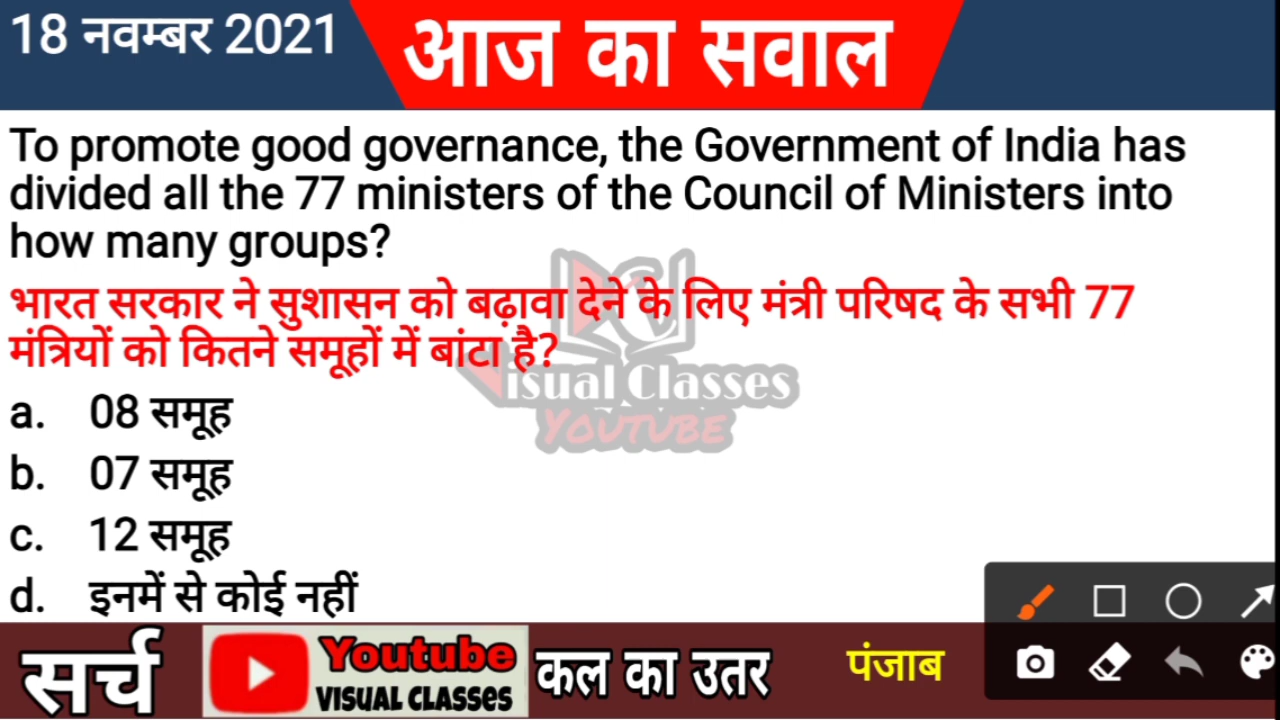 18 नवम्बर 2021
आज का सवाल
To promote good governance, the Government of India has
divided all the 77 ministers of the Council of Ministers into
how many groups?
भारत सरकार ने सुशासन को बढ़ावा देने के लिए मंत्री परिषद के सभी 77
मंत्रियों को कितने समूहों में बांटा है?
isual Classes
YOUTUBE
a. 08 समूह
b. 07 समूह
c. 12 समूह
d. इनमें से कोई नहीं
सर्च
Youtube
VISUAL CLASSES
कल का उतर
पंजाब